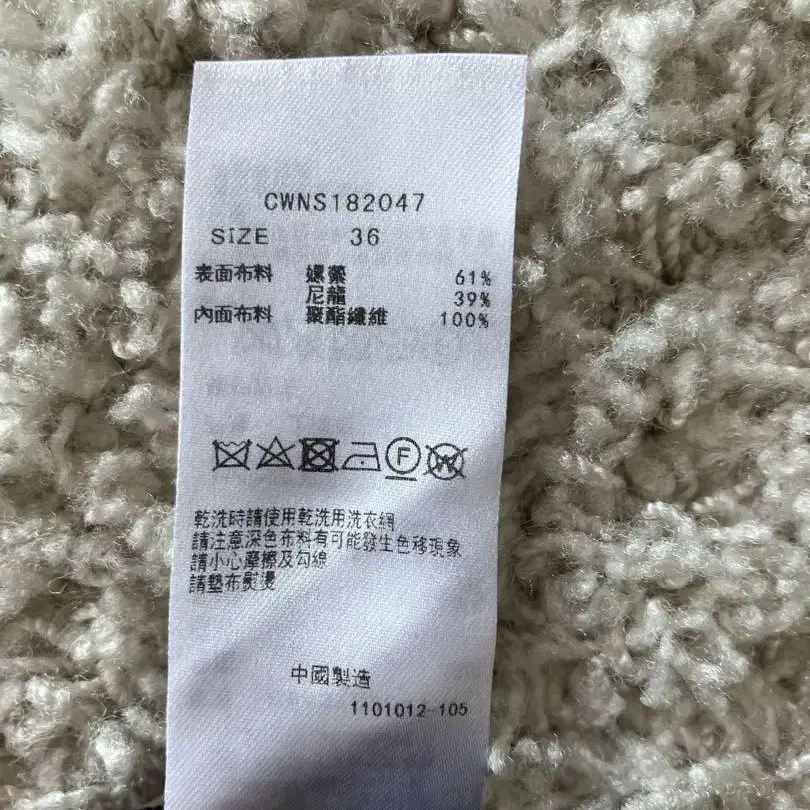 CWNS182047
SIZE 36
表面布料 嫘縈 61%
尼龍 39%
內面布料 聚酯纖維 100%
F W
乾洗時請使用乾洗用洗衣網
請注意深色布料有可能發生色移現象
請小心摩擦及勾線
請墊布熨燙
中國製造
1101012-105